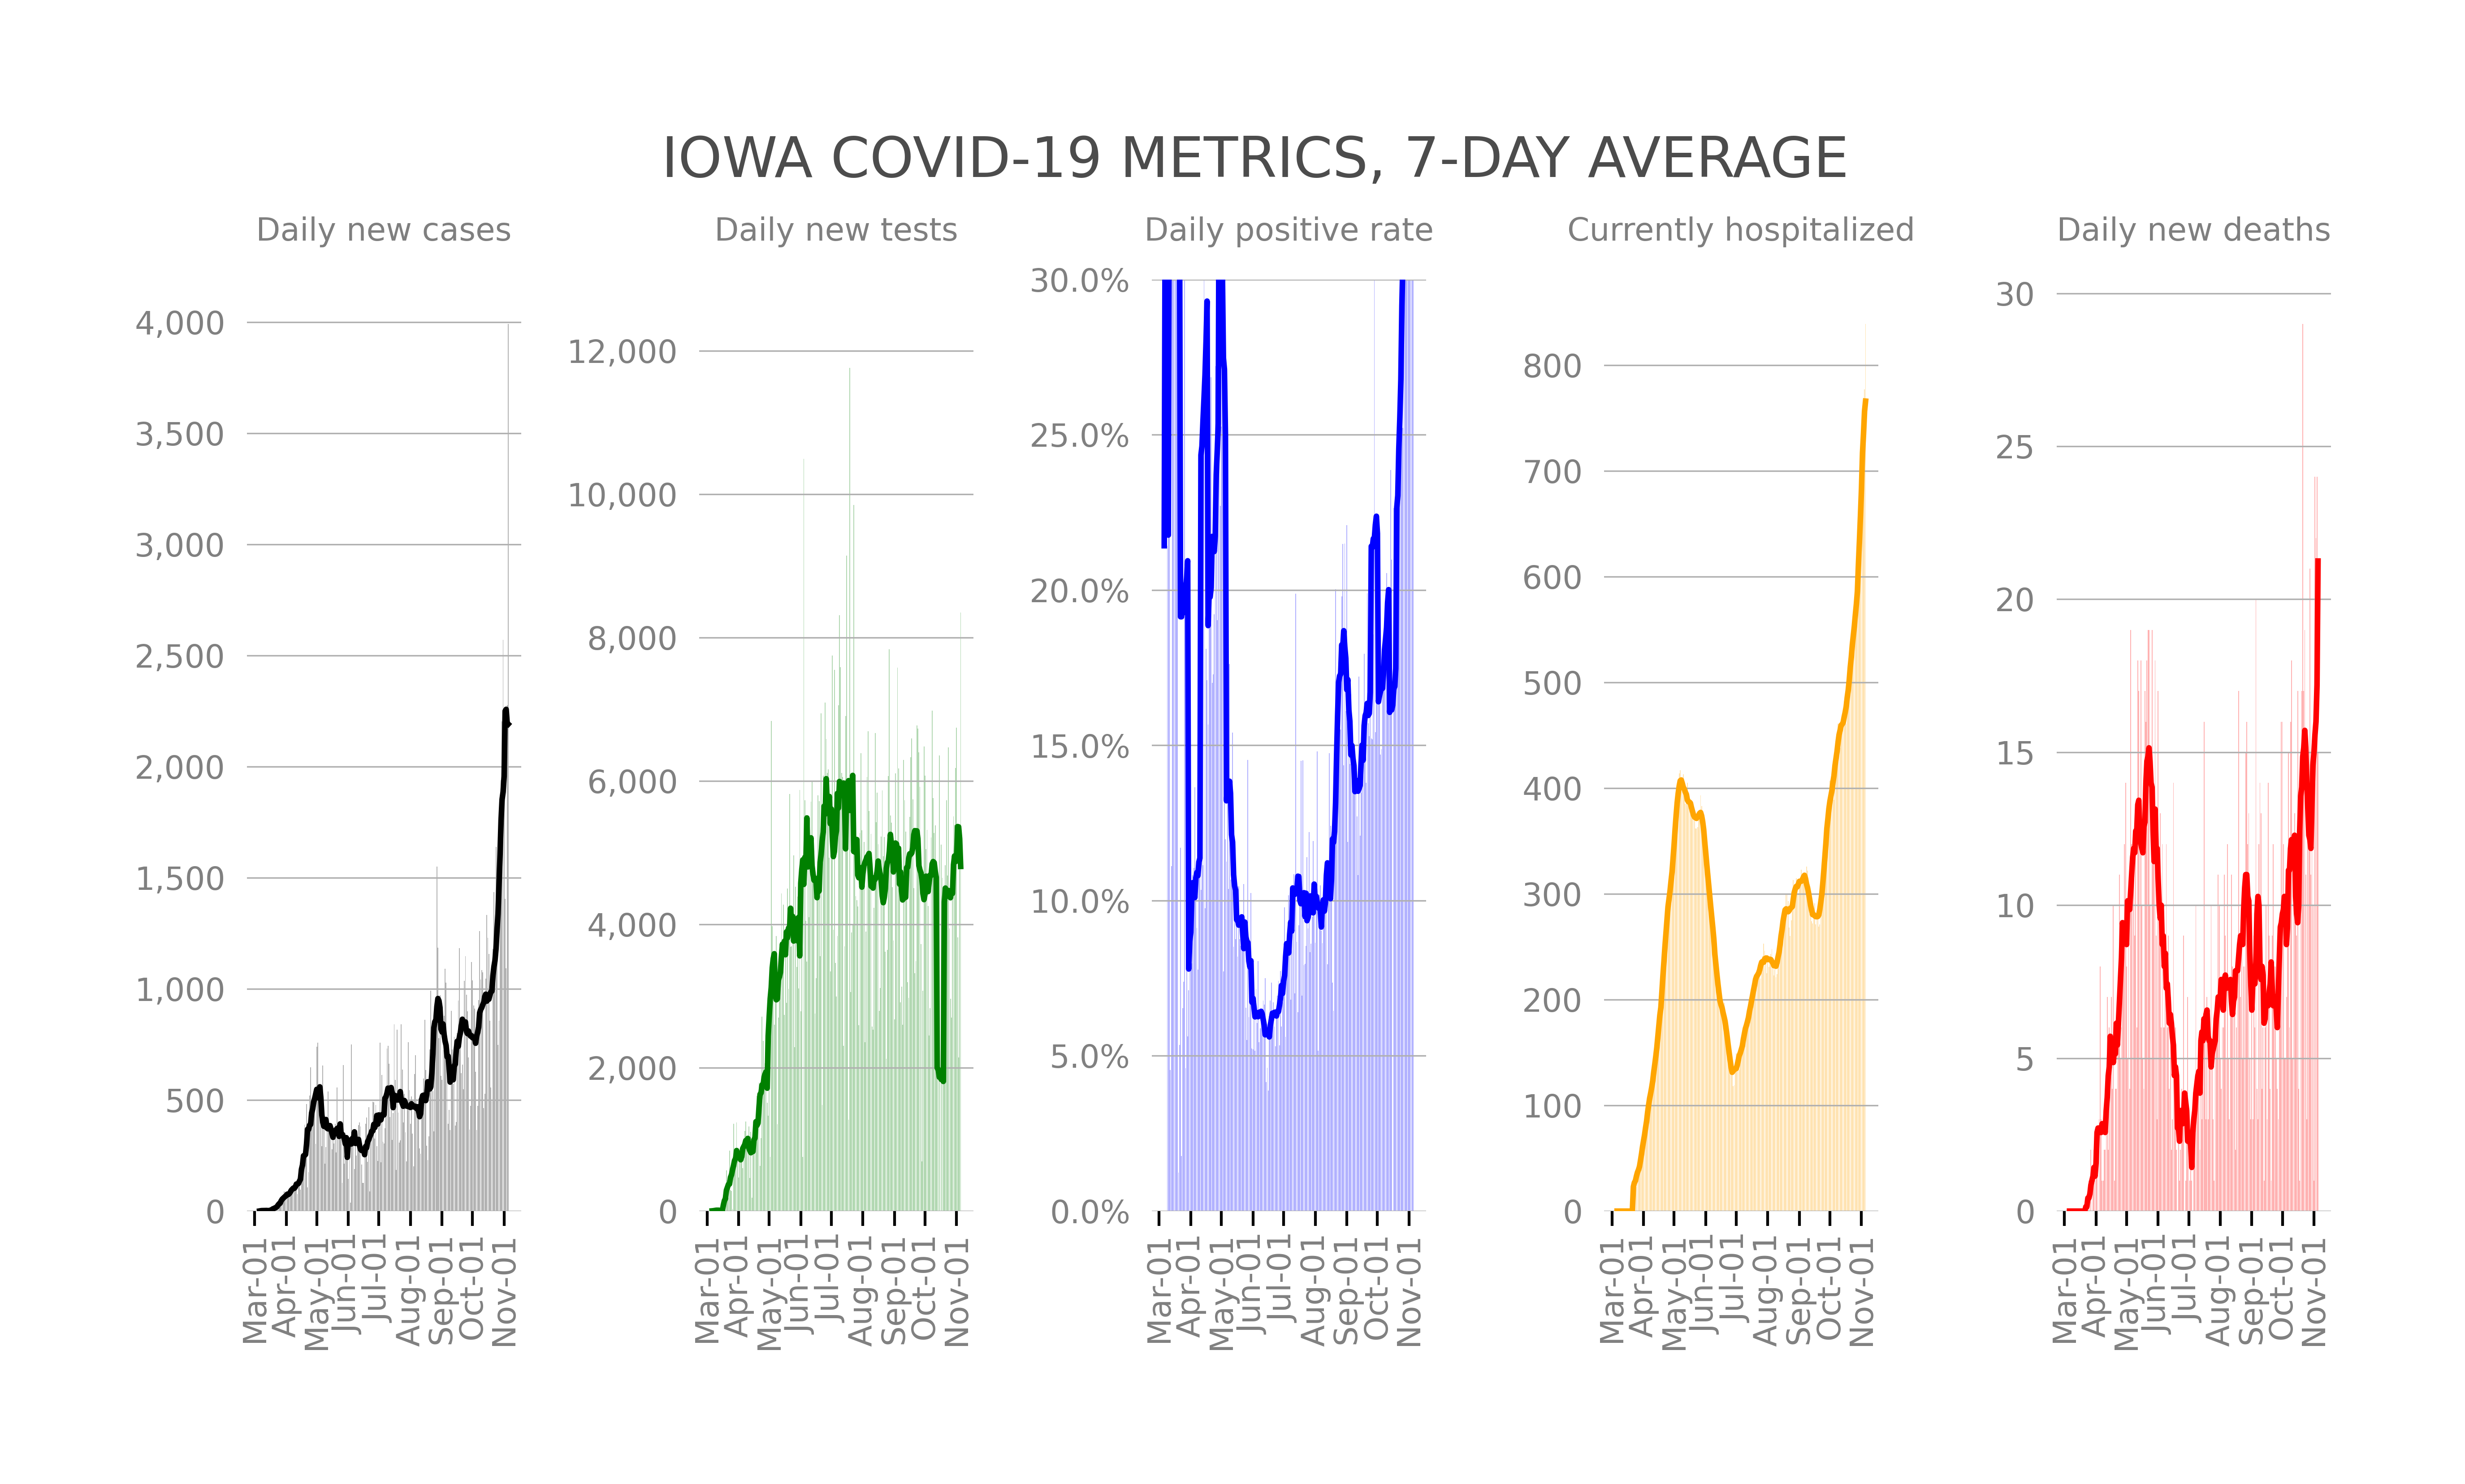 IOWA COVID-19 METRICS, 7-DAY AVERAGE
Daily new cases
4,000
3,500
3,000
2,500
2,000
1,500
1,000
500
0
Mar-01
Apr-01
May-01
Jun-01
Jul-01
Aug-01
Sep-01
Oct-01
Nov-01
Daily new tests
12,000
10,000
8,000
6,000
4,000
2,000
0
Mar-01
Apr-01
May-01
Jun-01
Jul-01
Aug-01
Sep-01
Oct-01
Nov-01
Daily positive rate
30.0%
25.0%
20.0%
15.0%
10.0%
5.0%
0.0%
Mar-01
Apr-01
May-01
Jun-01
Jul-01
Aug-01
Sep-01
Oct-01
Nov-01
Currently hospitalized
800
700
600
500
400
300
200
100
0
Mar-01
Apr-01
May-01
Jun-01
Jul-01
Aug-01
Sep-01
Oct-01
Nov-01
Daily new deaths
30
25
20
15
10
5
0
Mar-01
Apr-01
May-01
Jun-01
Jul-01
Aug-01
Sep-01
Oct-01
Nov-01